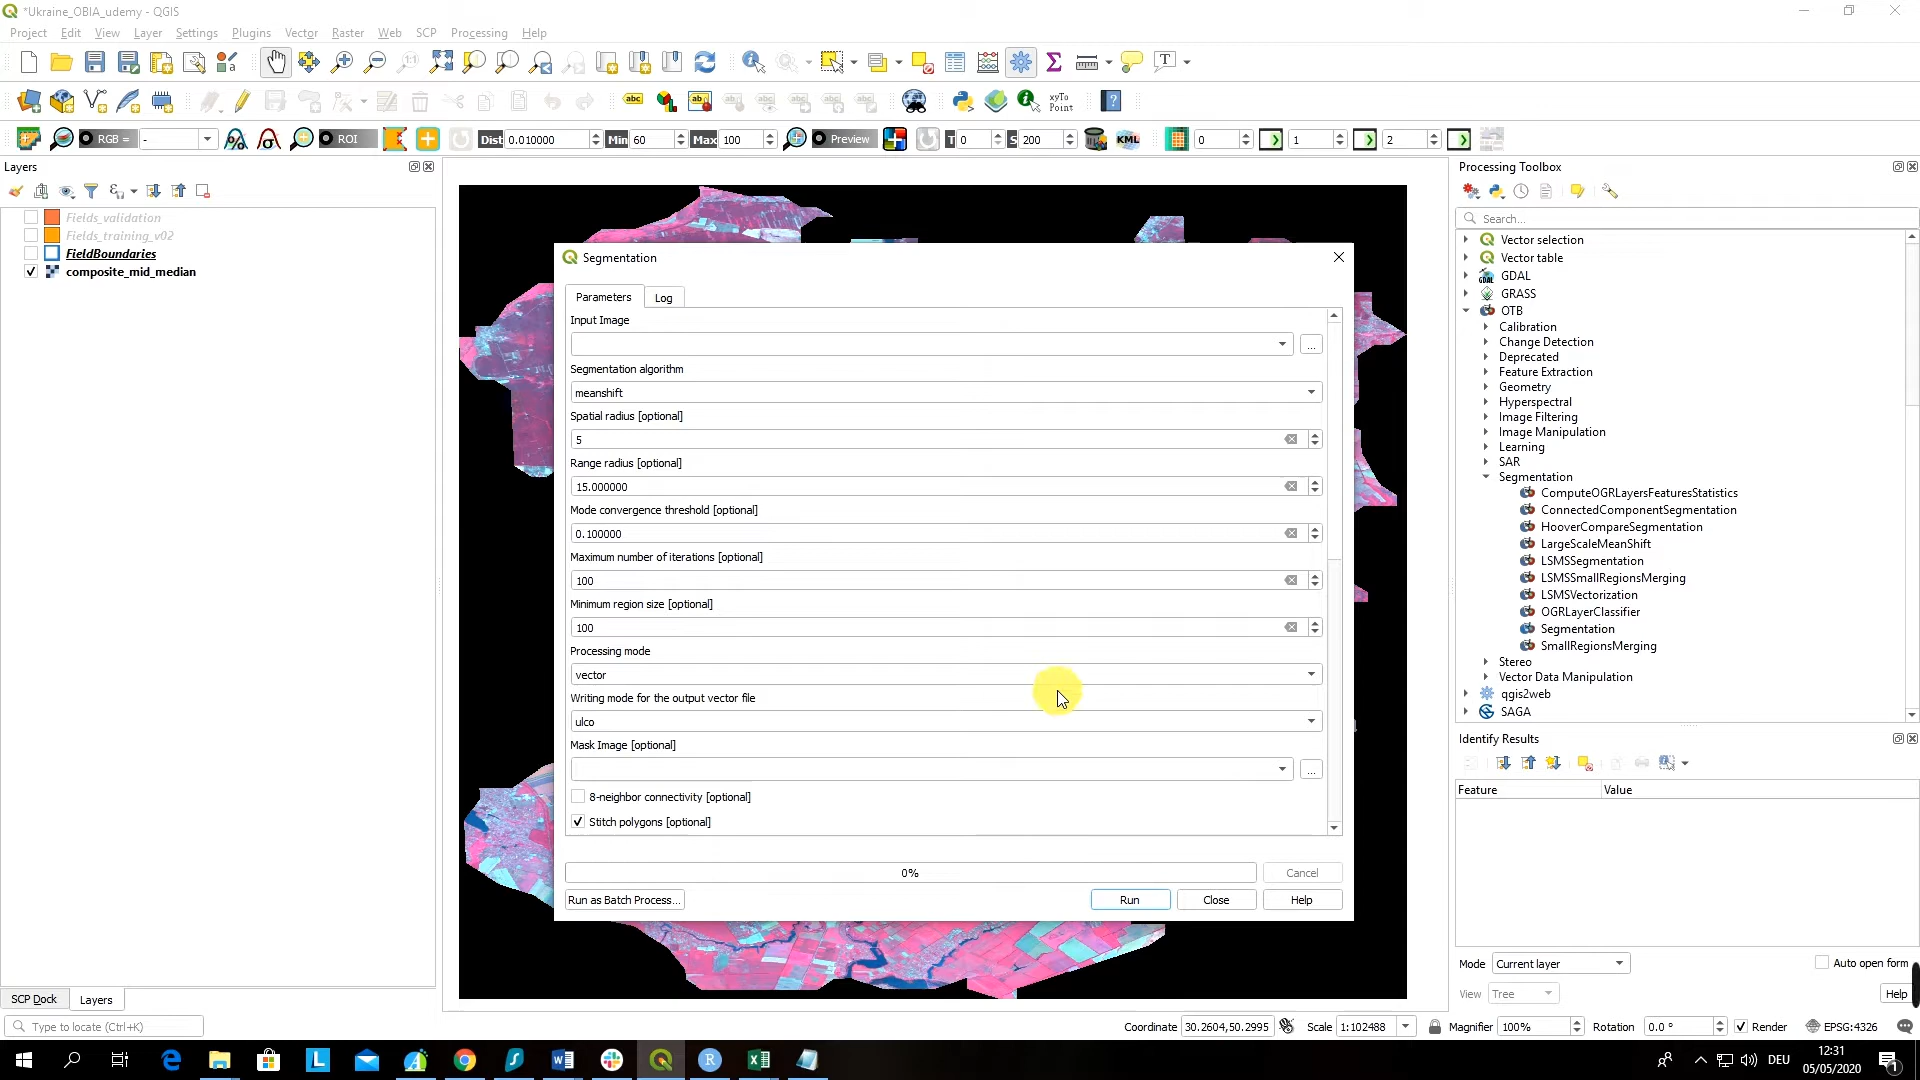 *Ukraine_OBIA_udemy - QGIS
Project Edit View Layer Settings Plugins Vector Raster Web SCP Processing Help
xyTo Point
RGB = - ROI Dist 0.010000 Min 60 Max 100 Preview T 0 S 200 KML 0 1 2
Layers
Fields_validation
Fields_training_v02
FieldBoundaries
composite_mid_median
Segmentation
Parameters Log
Input Image
Segmentation algorithm
meanshift
Spatial radius [optional]
5
Range radius [optional]
15.000000
Mode convergence threshold [optional]
0.100000
Maximum number of iterations [optional]
100
Minimum region size [optional]
100
Processing mode
vector
Writing mode for the output vector file
ulco
Mask Image [optional]
8-neighbor connectivity [optional]
Stitch polygons [optional]
0% Cancel
Run as Batch Process... Run Close Help
Processing Toolbox
Search...
Vector selection
Vector table
GDAL
GRASS
OTB
Calibration
Change Detection
Deprecated
Feature Extraction
Geometry
Hyperspectral
Image Filtering
Image Manipulation
Learning
SAR
Segmentation
ComputeOGRLayersFeaturesStatistics
ConnectedComponentSegmentation
HooverCompareSegmentation
LargeScaleMeanShift
LSMSSegmentation
LSMSSmallRegionsMerging
LSMSVectorization
OGRLayerClassifier
Segmentation
SmallRegionsMerging
Stereo
Vector Data Manipulation
qgis2web
SAGA
Identify Results
Feature Value
Mode Current layer Auto open form
View Tree Help
SCP Dock Layers
Type to locate (Ctrl+K) Coordinate 30.2604,50.2995 Scale 1:102488 Magnifier 100% Rotation 0.0 ° Render EPSG:4326
DEU 12:31
05/05/2020